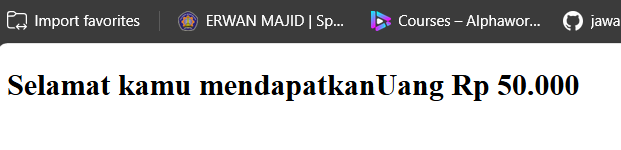 Import favorites
ERWAN MAJID | Sp...
Courses – Alphawor...
jawa
Selamat kamu mendapatkanUang Rp 50.000